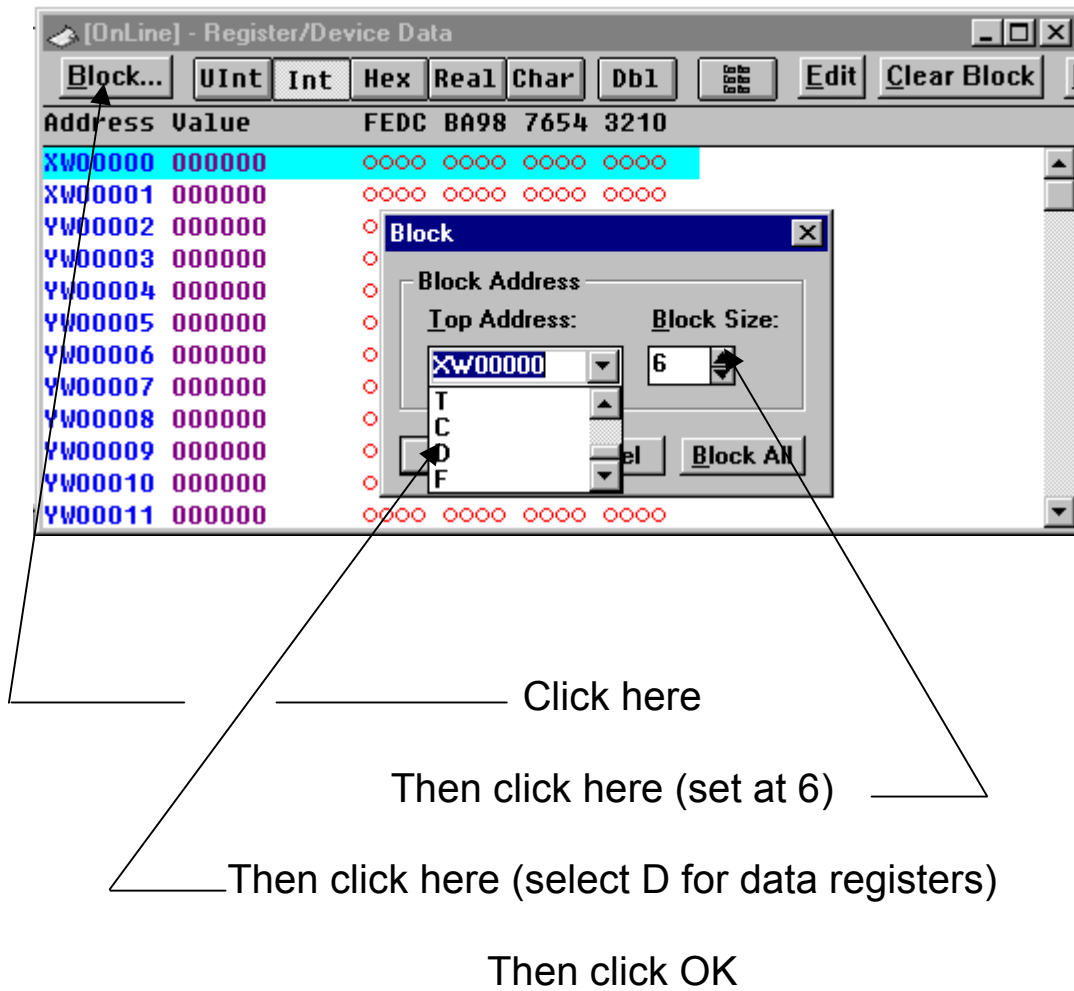 [OnLine] - Register/Device Data
Block... UInt Int Hex Real Char Dbl Edit Clear Block
Address Value FEDC BA98 7654 3210
XW00000 000000 0000 0000 0000 0000
XW00001 000000 0000 0000 0000 0000
YW00002 000000
YW00003 000000
YW00004 000000
YW00005 000000
YW00006 000000
YW00007 000000
YW00008 000000
YW00009 000000
YW00010 000000
YW00011 000000 0000 0000 0000 0000
Block
Block Address
Top Address: Block Size:
XW00000 6
T
C
D
F
el Block All
Click here
Then click here (set at 6)
Then click here (select D for data registers)
Then click OK